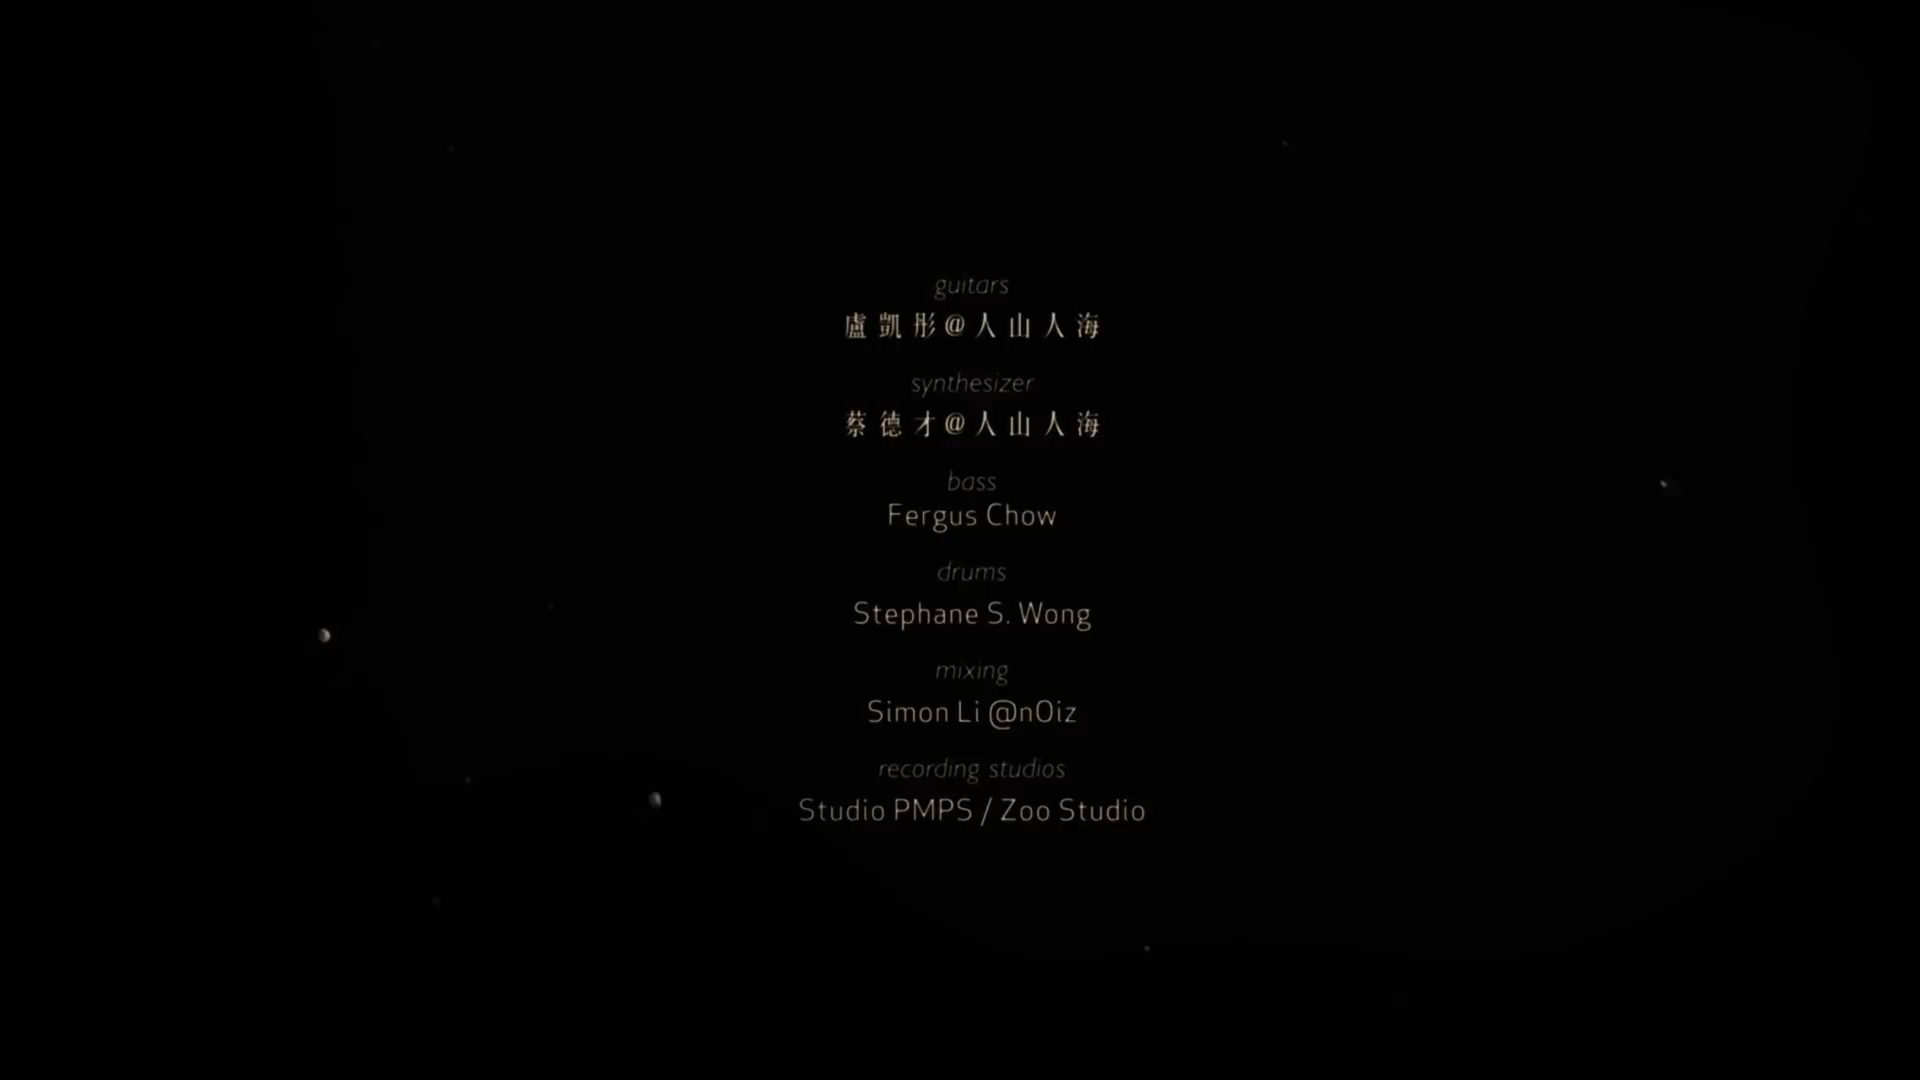 guitars
盧凱彤@人山人海
synthesizer
蔡德才@人山人海
bass
Fergus Chow
drums
Stephane S. Wong
mixing
Simon Li @nOiz
recording studios
Studio PMPS / Zoo Studio